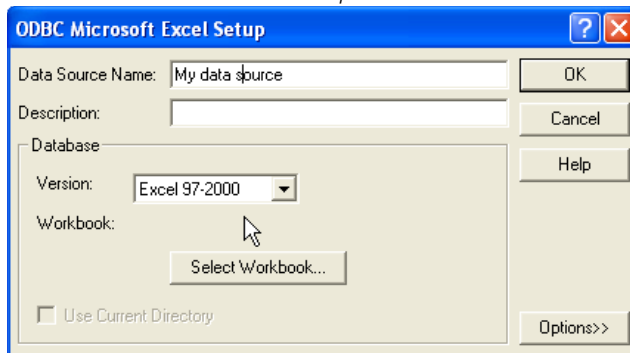 ODBC Microsoft Excel Setup
Data Source Name: My data source OK
Description: Cancel
Database
Help
Version: Excel 97-2000
Workbook:
Select Workbook...
Use Current Directory
Options>>